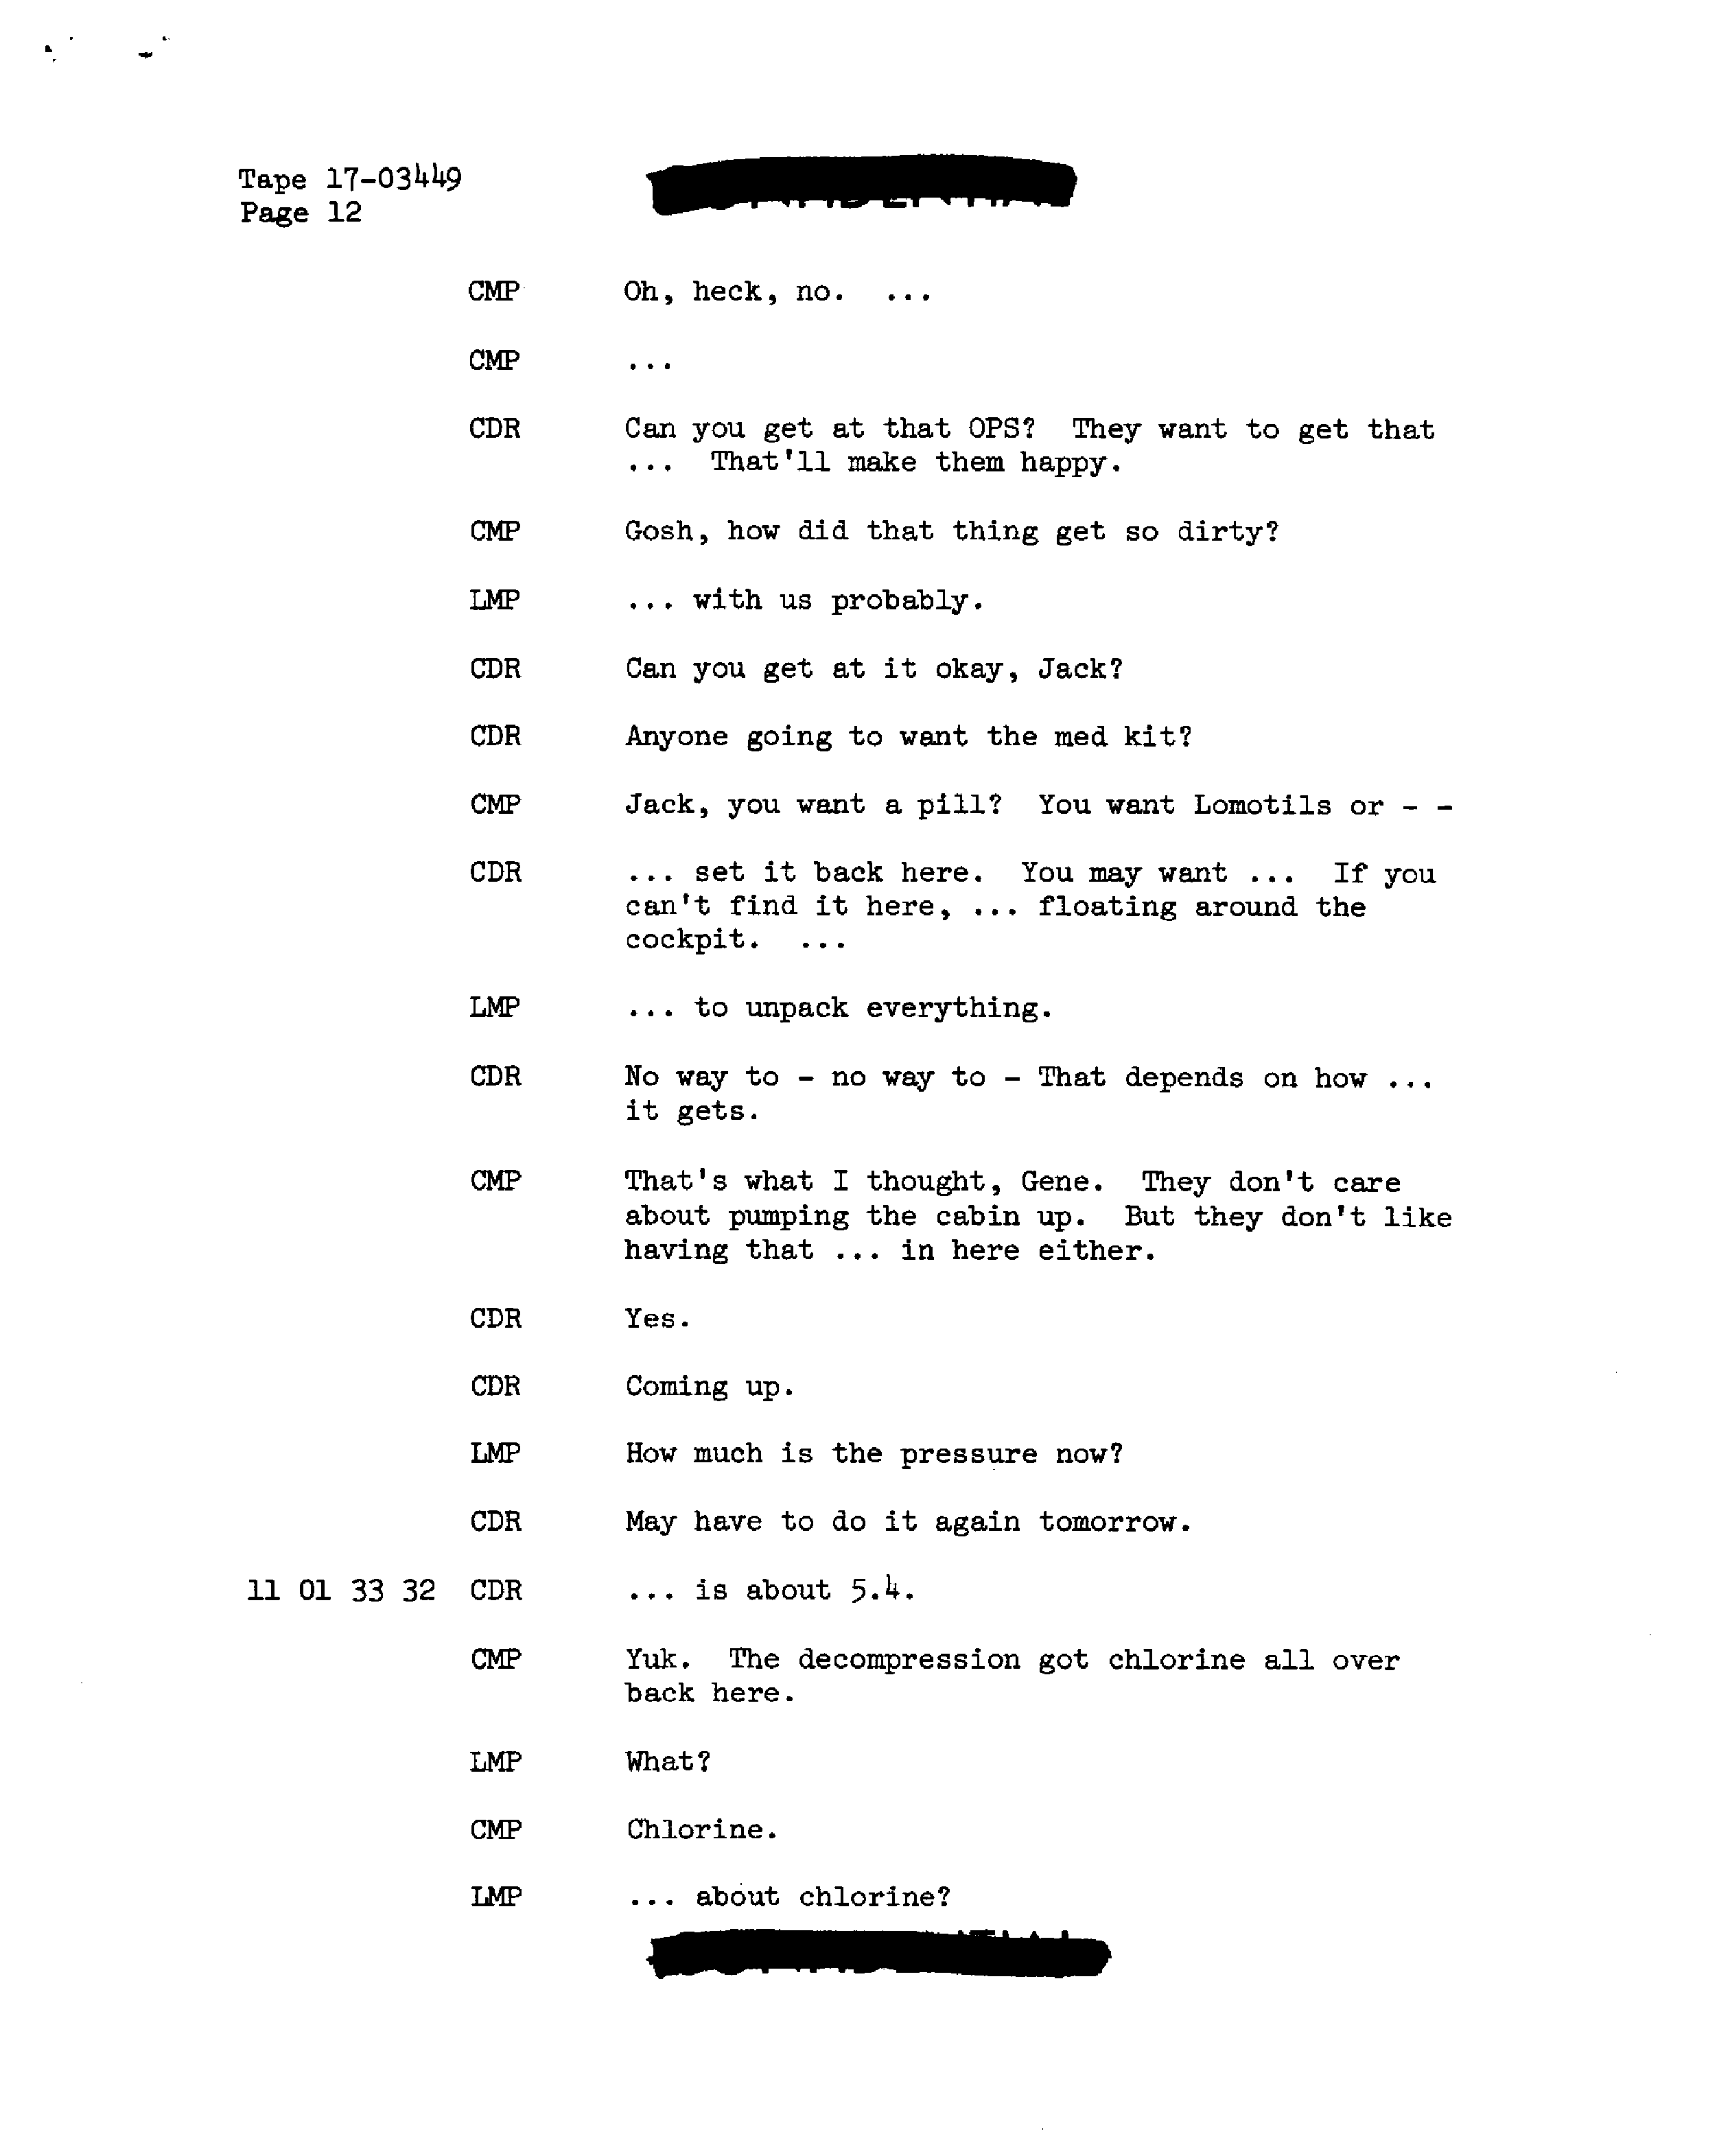 Tape 17-03449
Page 12
CMP Oh, heck, no. ...
CMP ...
CDR Can you get at that OPS? They want to get that
... That'll make them happy.
CMP Gosh, how did that thing get so dirty?
LMP ... with us probably.
CDR Can you get at it okay, Jack?
CDR Anyone going to want the med kit?
CMP Jack, you want a pill? You want Lomotils or - -
CDR ... set it back here. You may want ... If you
can't find it here, ... floating around the
cockpit. ...
LMP ... to unpack everything.
CDR No way to - no way to - That depends on how ...
it gets.
CMP That's what I thought, Gene. They don't care
about pumping the cabin up. But they don't like
having that ... in here either.
CDR Yes.
CDR Coming up.
LMP How much is the pressure now?
CDR May have to do it again tomorrow.
11 01 33 32 CDR ... is about 5.4.
CMP Yuk. The decompression got chlorine all over
back here.
LMP What?
CMP Chlorine.
LMP ... about chlorine?